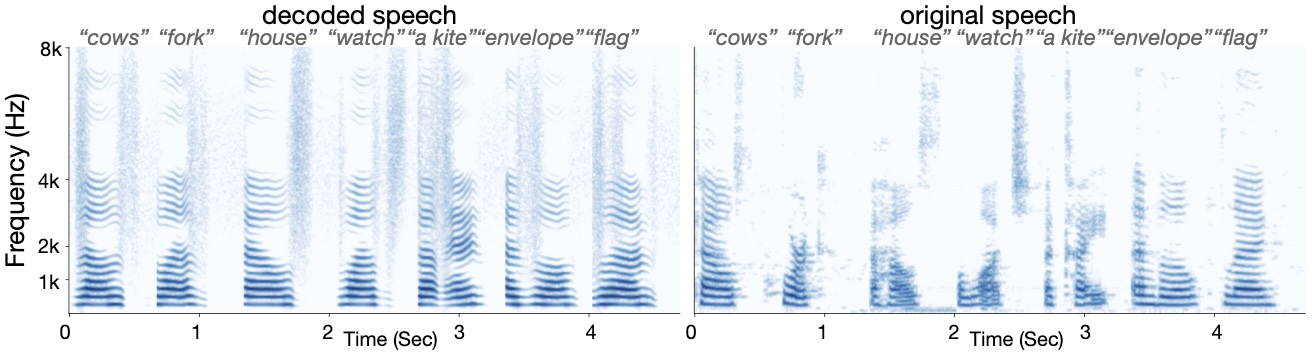 decoded speech
“cows” “fork” “house” “watch” “a kite” “envelope” “flag”
8k
4k
2k
1k
Frequency (Hz)
0 1 2 3 4
Time (Sec)
original speech
“cows” “fork” “house” “watch” “a kite” “envelope” “flag”
0 1 2 3 4
Time (Sec)